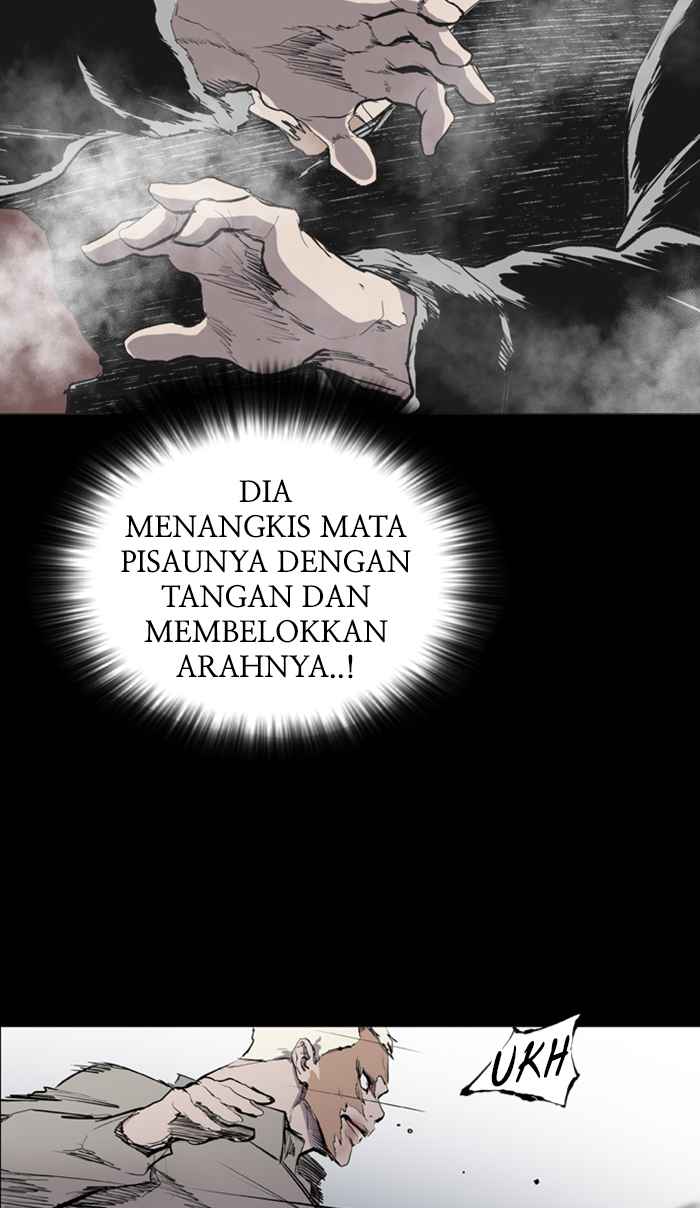 DIA
MENANGKIS MATA
PISAUNYA DENGAN
TANGAN DAN
MEMBELOKKAN
ARAHNYA..!
UKH